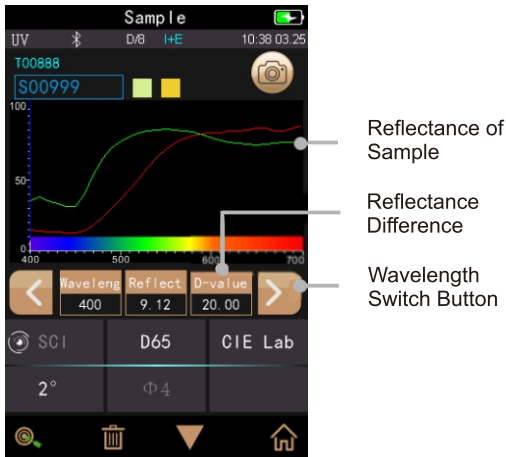 Sample
UV D/8 I+E 10:38 03.25
T00888
S00999
100
50
0
400 500 600 700
Waveleng Reflect D-value
400 9.12 20.00
SCI D65 CIE Lab
2° Φ4
Reflectance of
Sample
Reflectance
Difference
Wavelength
Switch Button